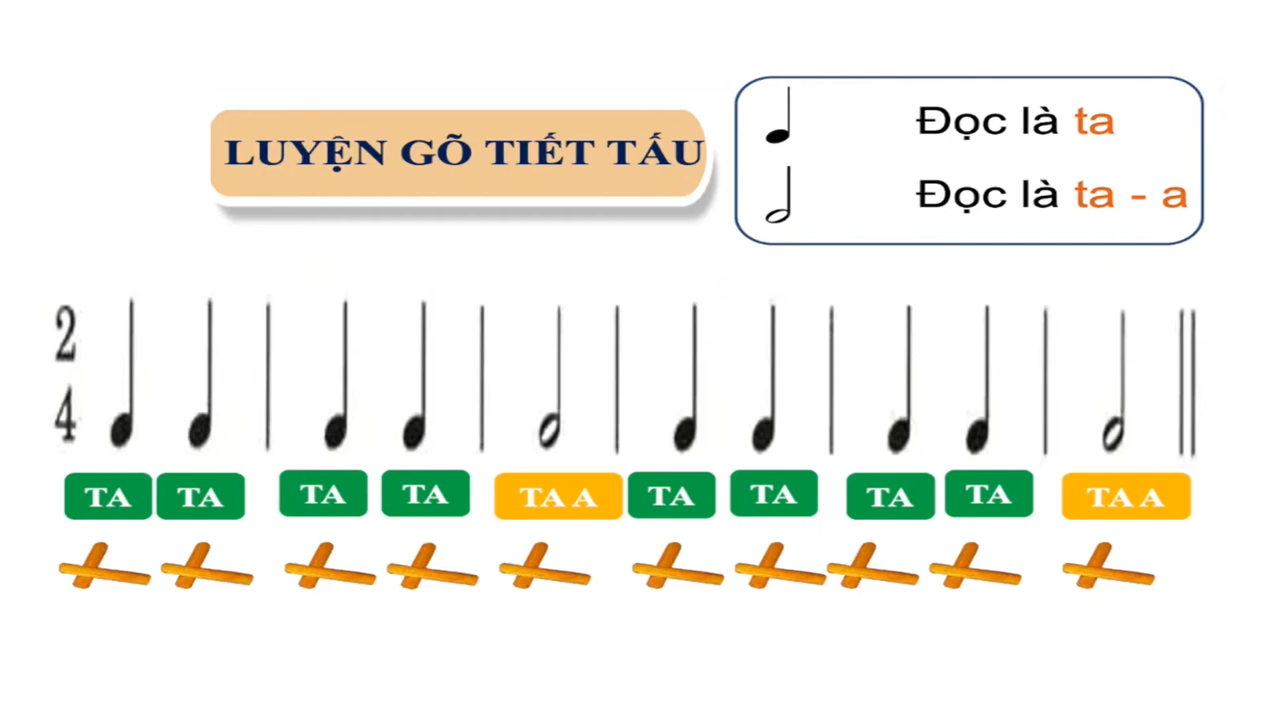 LUYỆN GÕ TIẾT TẤU
Đọc là ta
Đọc là ta - a
2
4
TA TA TA TA TA A TA TA TA TA TA A